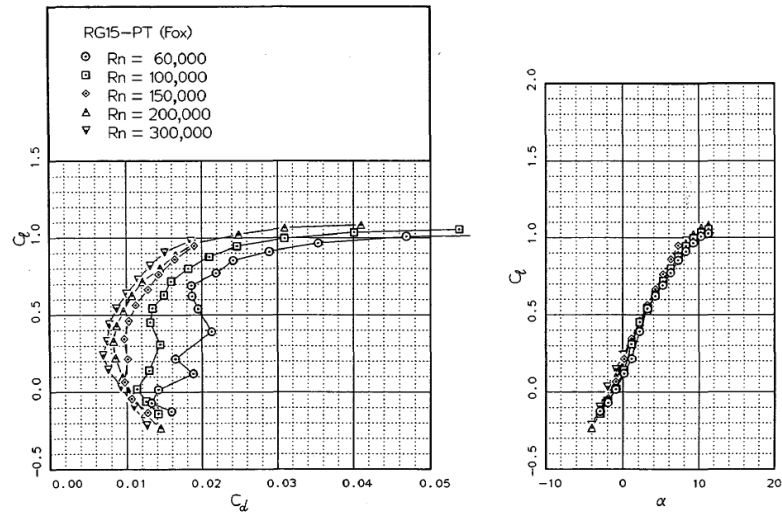 RG15-PT (Fox)
Rn = 60,000
Rn = 100,000
Rn = 150,000
Rn = 200,000
Rn = 300,000
1.5
1.0
0.5
0.0
-0.5
Cℓ
0.00 0.01 0.02 0.03 0.04 0.05
Cd
2.0
1.5
1.0
0.5
0.0
-0.5
Cℓ
-10 0 10 20
α